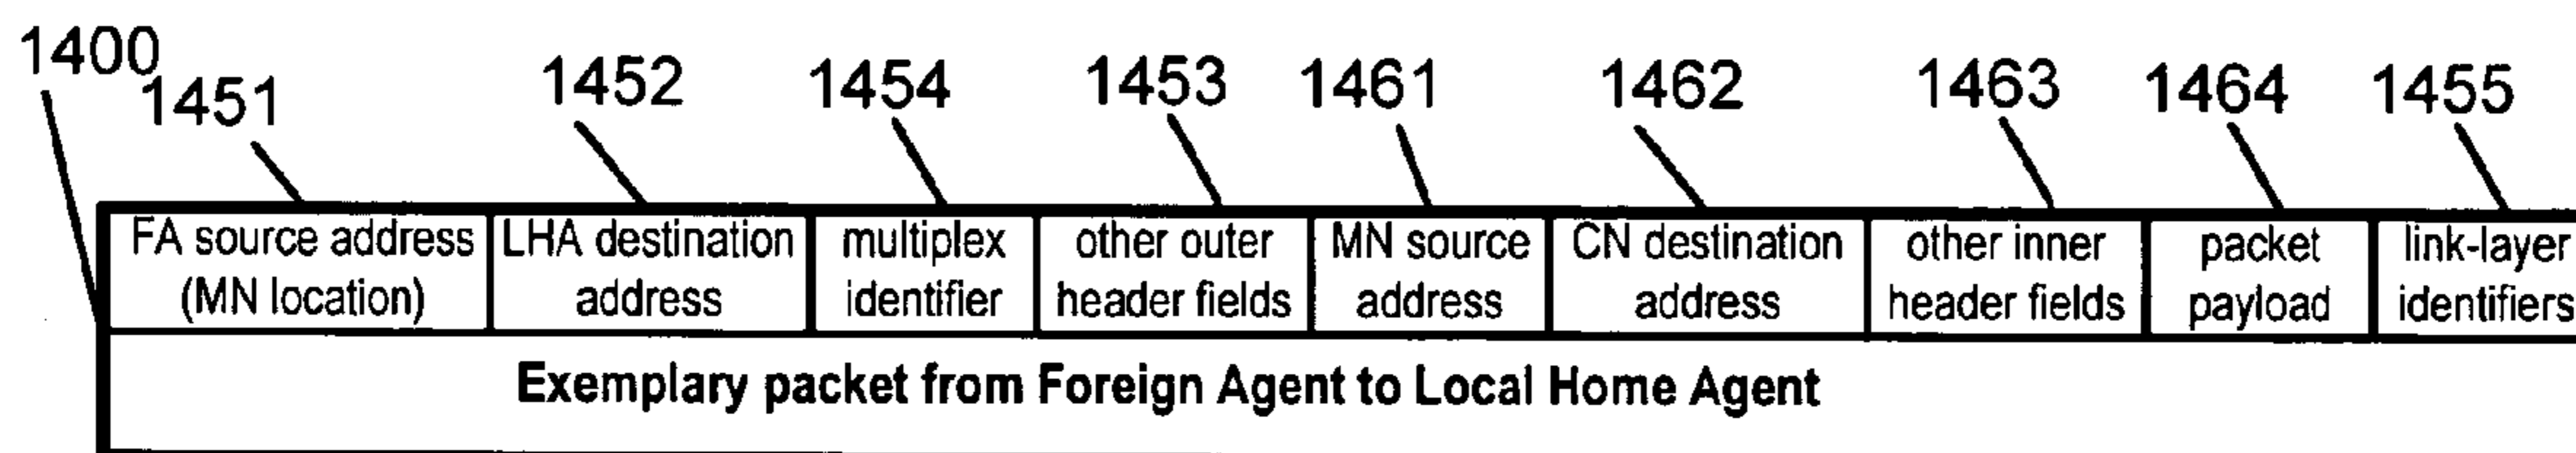 1400
1451 1452 1454 1453 1461 1462 1463 1464 1455
FA source address (MN location)
LHA destination address
multiplex identifier
other outer header fields
MN source address
CN destination address
other inner header fields
packet payload
link-layer identifiers
Exemplary packet from Foreign Agent to Local Home Agent